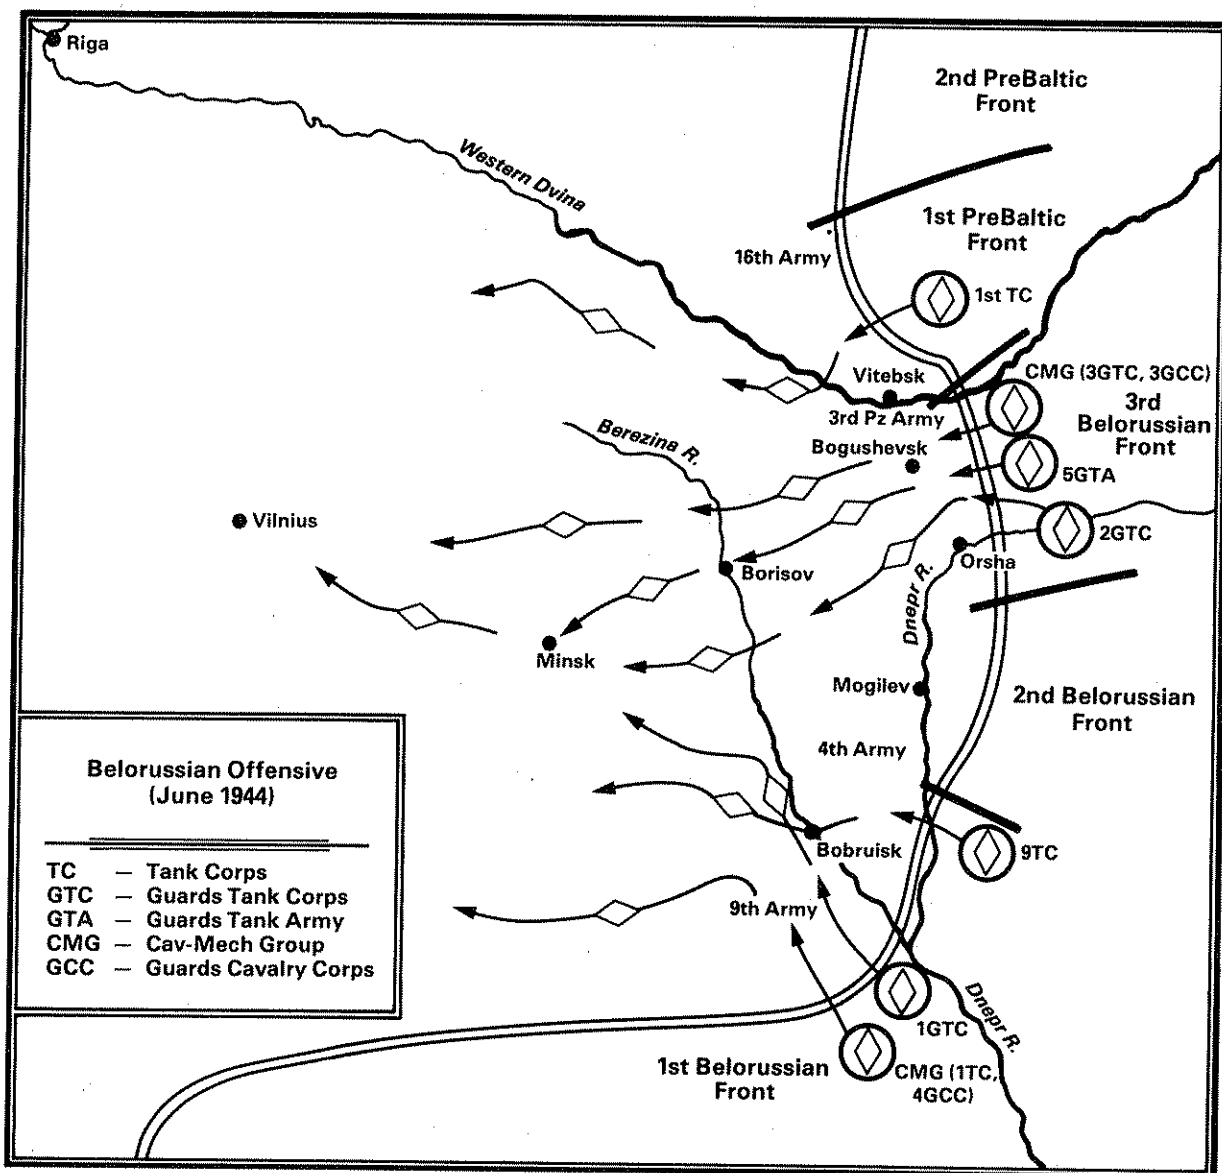 Riga
2nd PreBaltic
Front
Western Dvina
1st PreBaltic
Front
16th Army
1st TC
Vitebsk
CMG (3GTC, 3GCC)
3rd
Belorussian
Front
3rd Pz Army
Berezina R.
Bogushevsk
5GTA
Vilnius
2GTC
Orsha
Borisov
Dnepr R.
Minsk
Mogilev
2nd Belorussian
Front
4th Army
Belorussian Offensive
(June 1944)
TC — Tank Corps
GTC — Guards Tank Corps
GTA — Guards Tank Army
CMG — Cav-Mech Group
GCC — Guards Cavalry Corps
Bobruisk
9TC
9th Army
Dnepr R.
1GTC
1st Belorussian
Front
CMG (1TC,
4GCC)